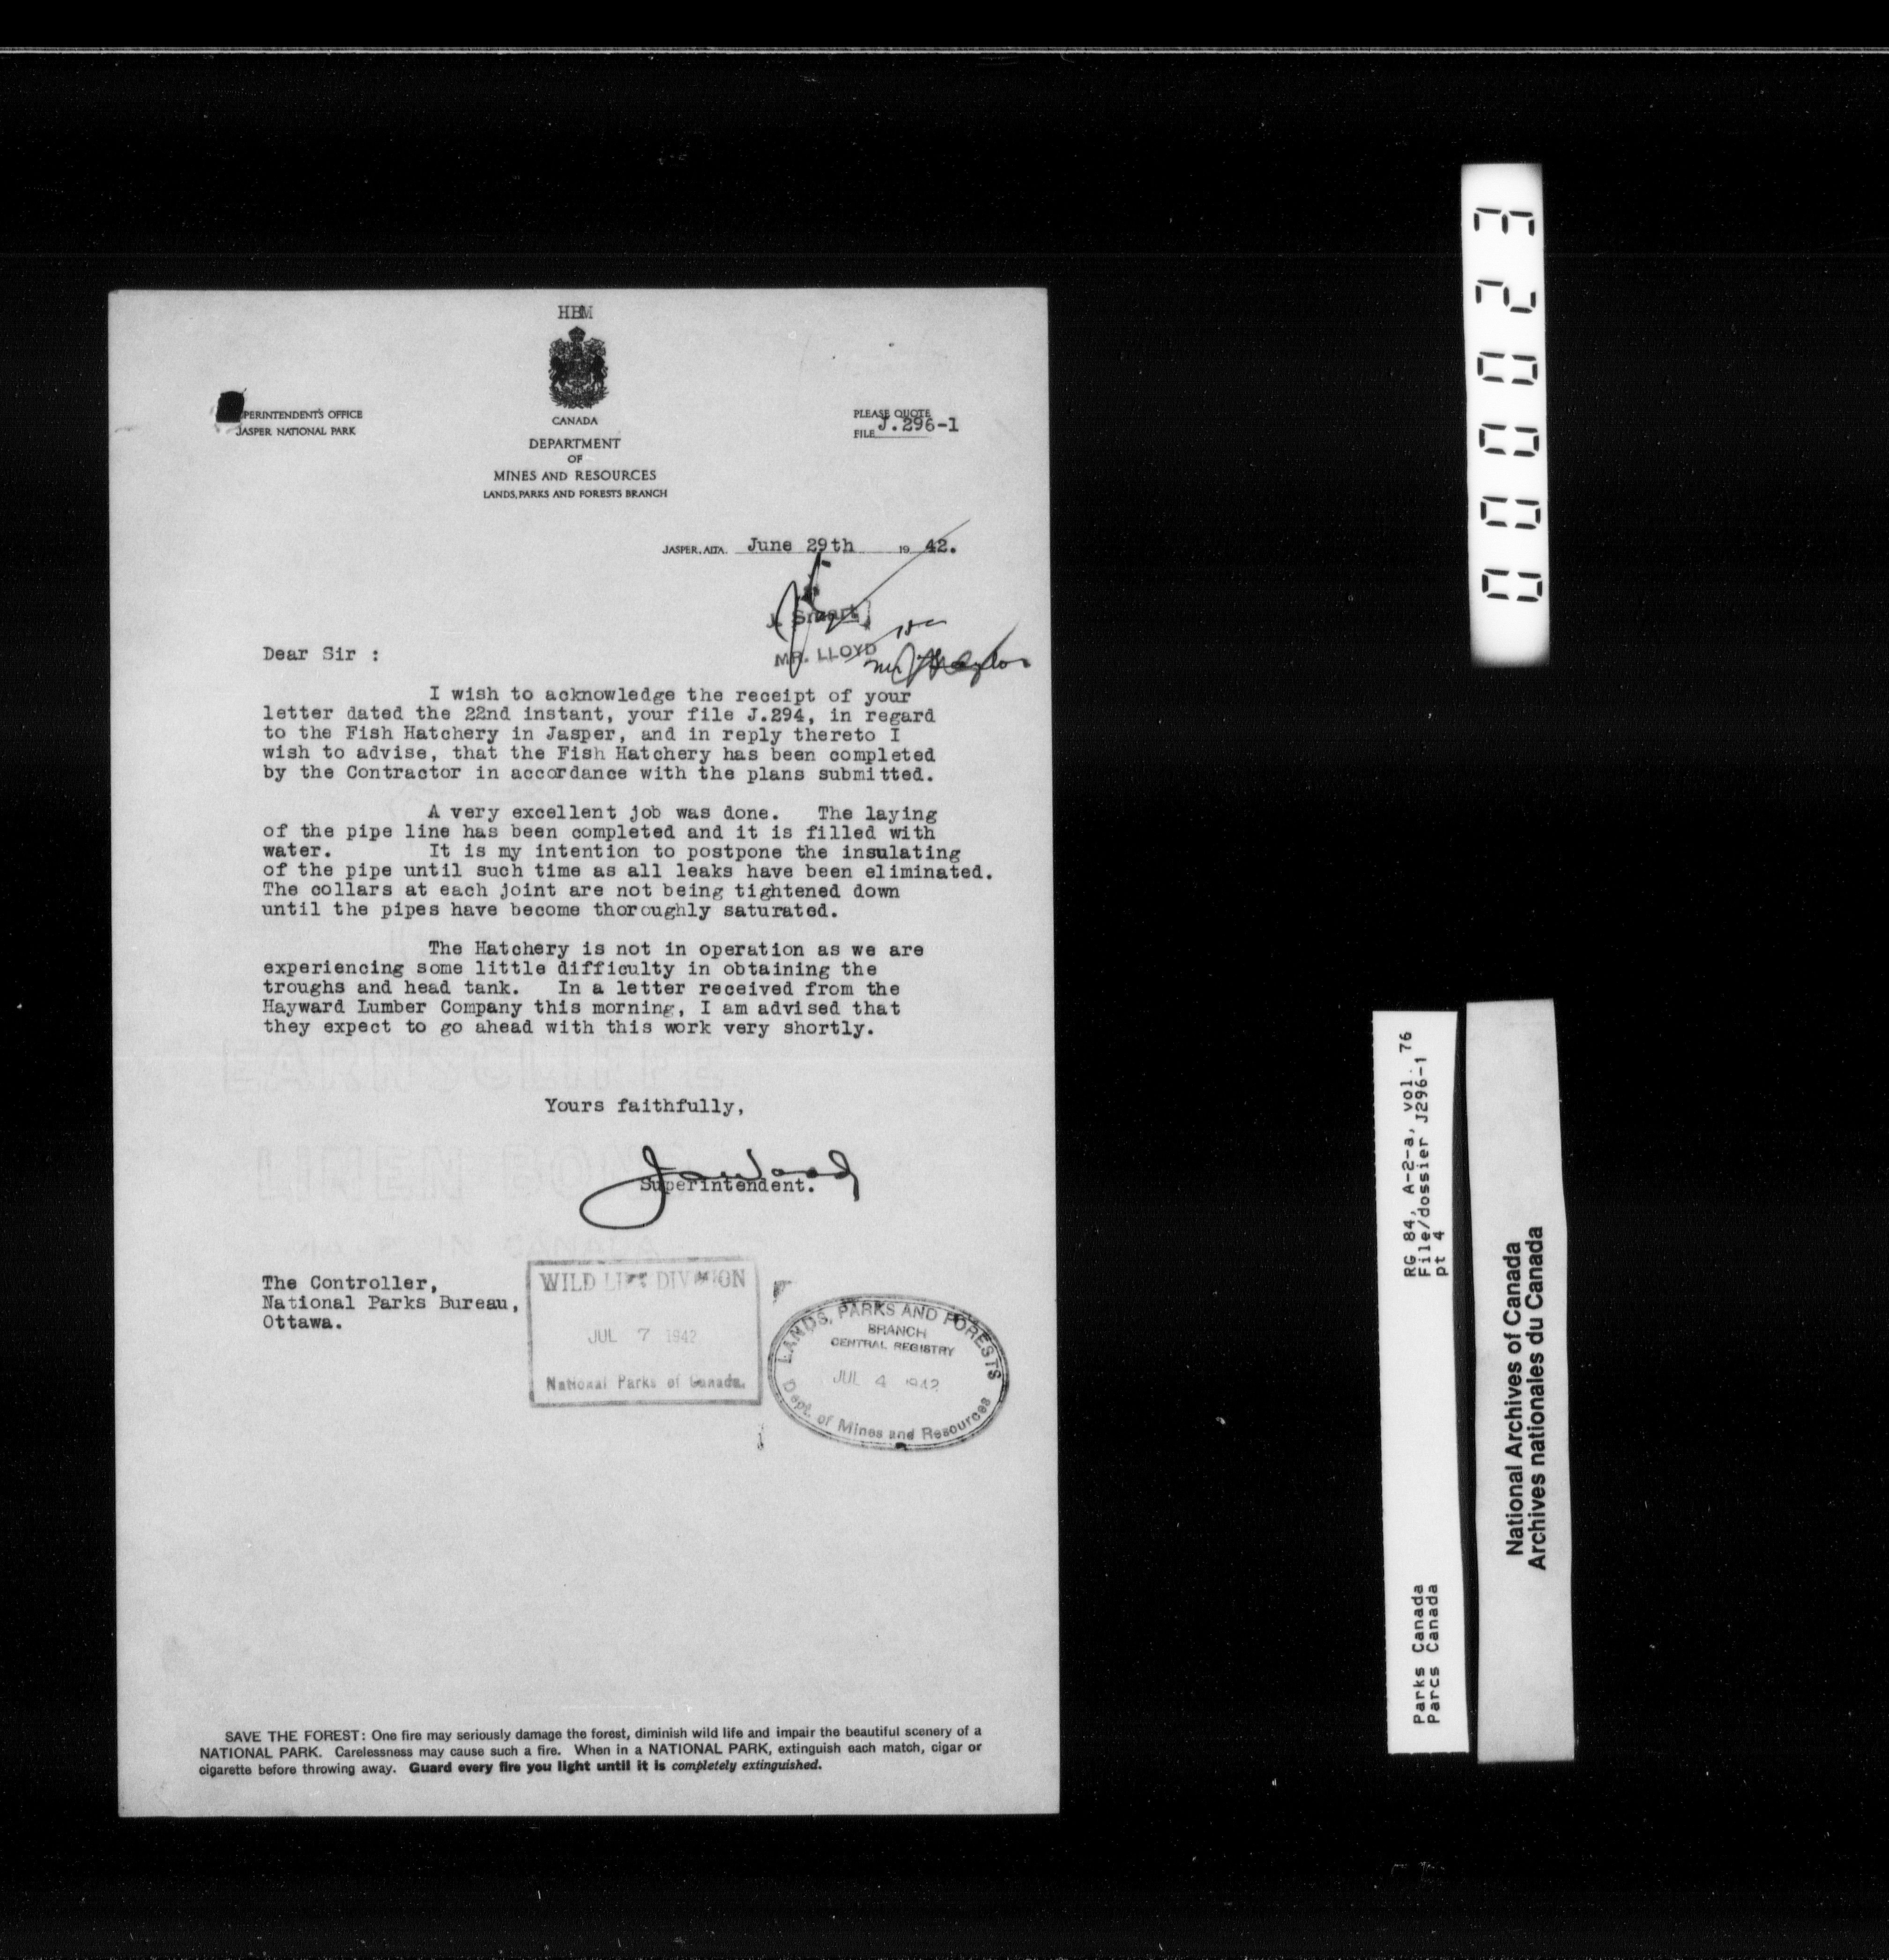 HBM
SUPERINTENDENT'S OFFICE
JASPER NATIONAL PARK
CANADA
DEPARTMENT
OF
MINES AND RESOURCES
LANDS, PARKS AND FORESTS BRANCH
PLEASE QUOTE
FILE J.296-1
JASPER, ALTA. June 29th 19 42.
J. Smart
MR. LLOYD
Dear Sir :
I wish to acknowledge the receipt of your
letter dated the 22nd instant, your file J.294, in regard
to the Fish Hatchery in Jasper, and in reply thereto I
wish to advise, that the Fish Hatchery has been completed
by the Contractor in accordance with the plans submitted.
A very excellent job was done. The laying
of the pipe line has been completed and it is filled with
water. It is my intention to postpone the insulating
of the pipe until such time as all leaks have been eliminated.
The collars at each joint are not being tightened down
until the pipes have become thoroughly saturated.
The Hatchery is not in operation as we are
experiencing some little difficulty in obtaining the
troughs and head tank. In a letter received from the
Hayward Lumber Company this morning, I am advised that
they expect to go ahead with this work very shortly.
EARNSCLIFFE
LINEN BOND
MADE IN CANADA
Yours faithfully,
JAWood
Superintendent.
The Controller,
National Parks Bureau,
Ottawa.
WILD LIFE DIVISION
JUL 7 1942
National Parks of Canada.
LANDS, PARKS AND FORESTS
BRANCH
CENTRAL REGISTRY
JUL 4 1942
Dept. of Mines and Resources
SAVE THE FOREST: One fire may seriously damage the forest, diminish wild life and impair the beautiful scenery of a
NATIONAL PARK. Carelessness may cause such a fire. When in a NATIONAL PARK, extinguish each match, cigar or
cigarette before throwing away. Guard every fire you light until it is completely extinguished.
00023
RG 84, A-2-a, vol. 76
File/dossier J296-1
pt 4
Parks Canada
Parcs Canada
National Archives of Canada
Archives nationales du Canada